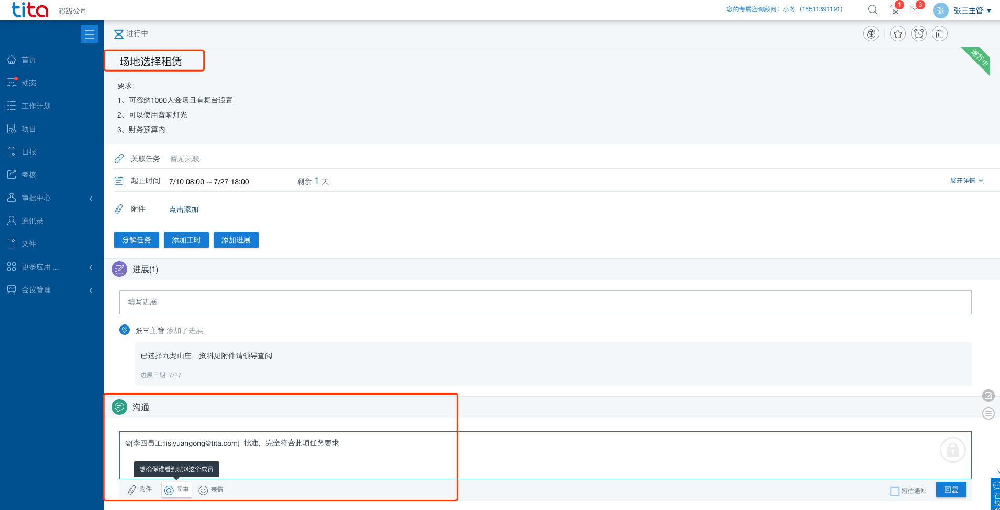 tita 超级公司
您的专属咨询顾问：小冬（18511391191）
1
3
张 张三主管
进行中
首页
动态
工作计划
项目
日报
考核
审批中心
通讯录
文件
更多应用 ...
会议管理
场地选择租赁
进行中
要求：
1、可容纳1000人会场且有舞台设置
2、可以使用音响灯光
3、财务预算内
关联任务 暂无关联
起止时间 7/10 08:00 -- 7/27 18:00 剩余 1 天 展开详情
附件 点击添加
分解任务 添加工时 添加进展
进展(1)
填写进展
张三主管 添加了进展
已选择九龙山庄，资料见附件请领导查阅
进展日期: 7/27
沟通
@[李四员工:lisiyuangong@tita.com] 批准，完全符合此项任务要求
想确保谁看到就@这个成员
附件 @同事 表情 短信通知 回复
在
线